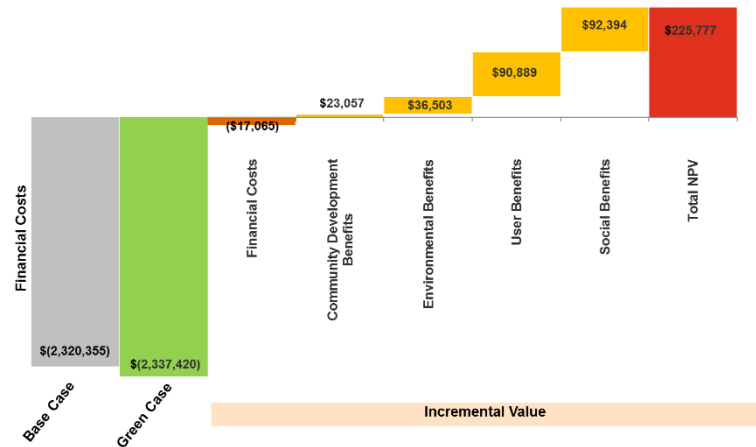 $92,394
$225,777
$90,889
$23,057
$36,503
($17,065)
Financial Costs
Financial Costs
Community Development
Benefits
Environmental Benefits
User Benefits
Social Benefits
Total NPV
$(2,320,355)
$(2,337,420)
Base Case
Green Case
Incremental Value